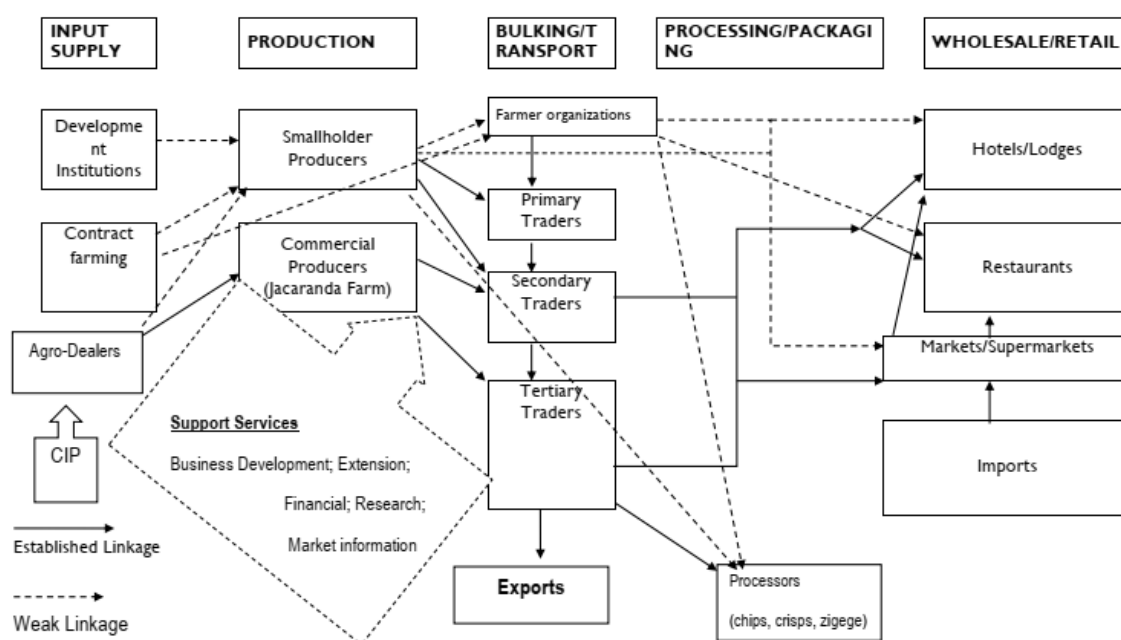 INPUT
SUPPLY
PRODUCTION
BULKING/T
RANSPORT
PROCESSING/PACKAGI
NG
WHOLESALE/RETAIL
Developme
nt
Institutions
Smallholder
Producers
Farmer organizations
Hotels/Lodges
Primary
Traders
Contract
farming
Commercial
Producers
(Jacaranda Farm)
Secondary
Traders
Restaurants
Agro-Dealers
Markets/Supermarkets
Tertiary
Traders
Support Services
CIP
Business Development; Extension;
Financial; Research;
Market information
Imports
Established Linkage
Exports
Processors
(chips, crisps, zigege)
Weak Linkage